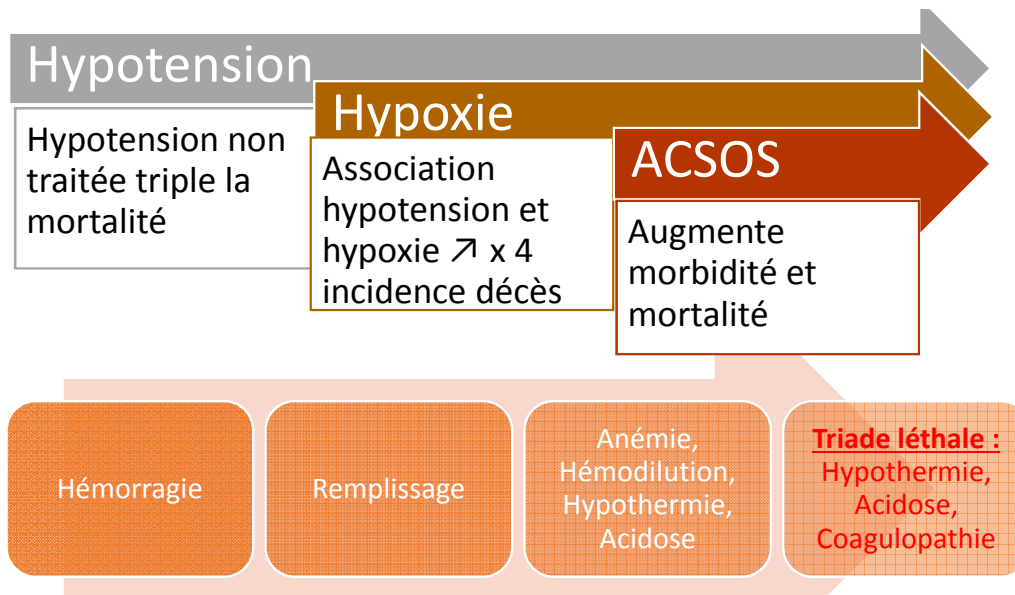 Hypotension
Hypotension non
traitée triple la
mortalité
Hypoxie
Association
hypotension et
hypoxie ↗ x 4
incidence décès
ACSOS
Augmente
morbidité et
mortalité
Hémorragie
Remplissage
Anémie,
Hémodilution,
Hypothermie,
Acidose
Triade léthale :
Hypothermie,
Acidose,
Coagulopathie